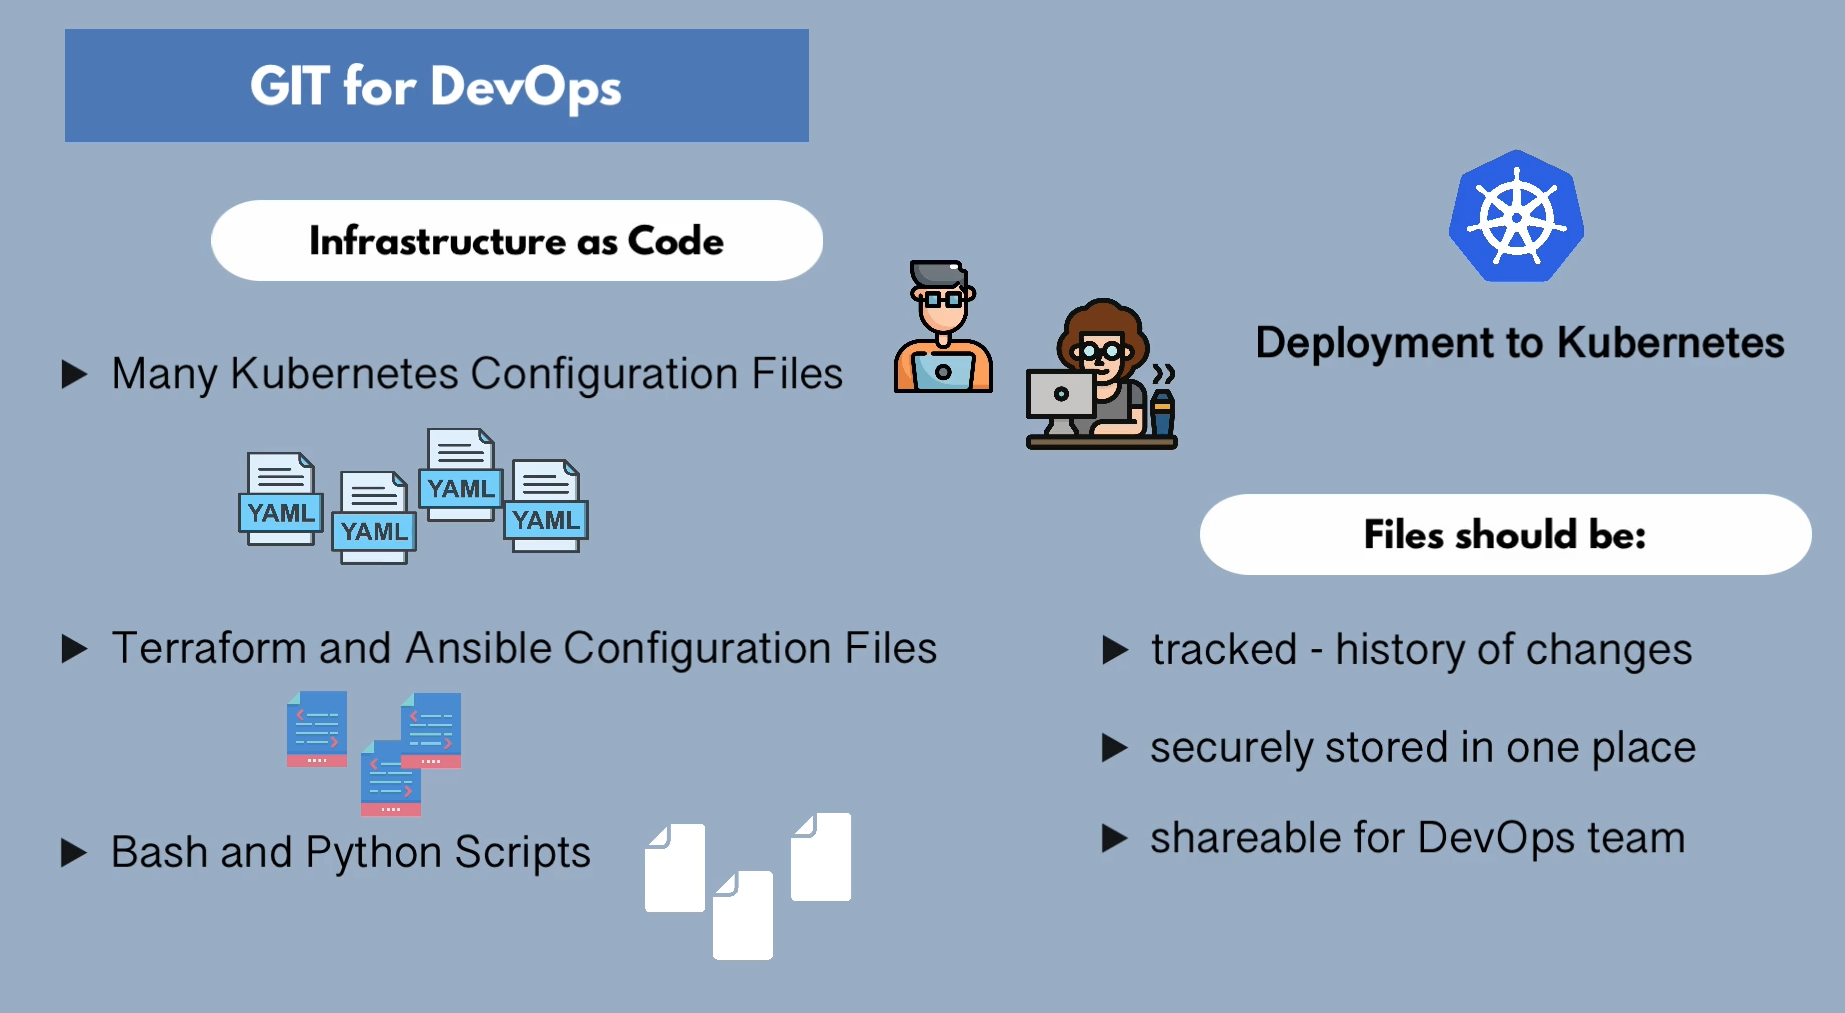 GIT for DevOps
Infrastructure as Code
Many Kubernetes Configuration Files
YAML
YAML
YAML
YAML
Terraform and Ansible Configuration Files
Bash and Python Scripts
Deployment to Kubernetes
Files should be:
tracked - history of changes
securely stored in one place
shareable for DevOps team